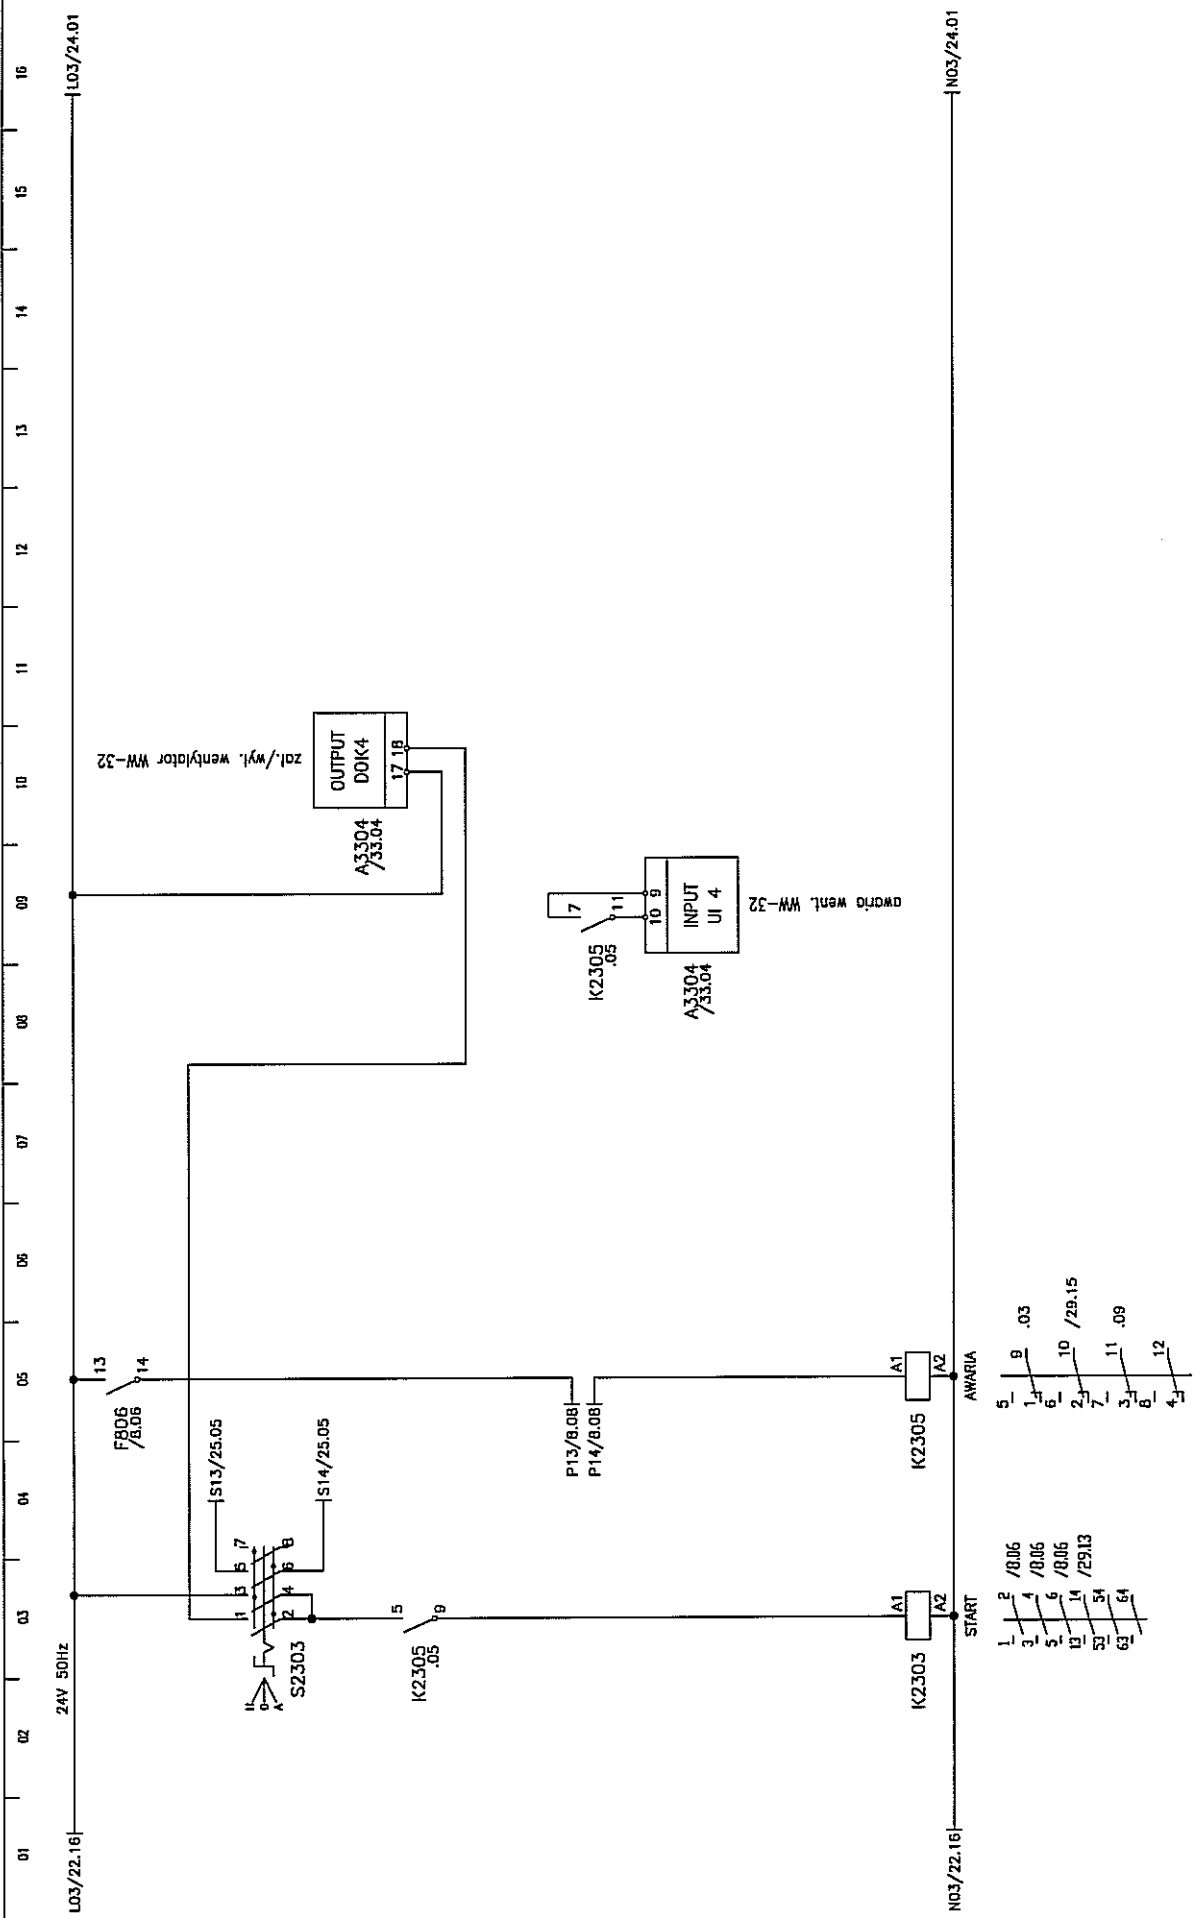 01 02 03 04 05 06 07 08 09 10 11 12 13 14 15 16
L03/22.16
24V 50Hz
L03/24.01
F806
/8.06
13
14
zał./wył. wentylator WW-32
OUTPUT
DOK4
17 18
A3304
/33.04
S13/25.05
S14/25.05
1 3 5 7
2 4 6 8
S2303
A
K2305
.05
5
9
P13/8.08
P14/8.08
K2305
.05
7
11
10 9
INPUT
UI 4
A3304
/33.04
awaria went. WW-32
K2303
A1
A2
K2305
A1
A2
N03/22.16
N03/24.01
START
AWARIA
1 2 /8.06
3 4 /8.06
5 6 /8.06
13 14 /29.13
53 54
63 64
5
1 9 .03
6
2 10 /29.15
7
3 11 .09
8
4 12